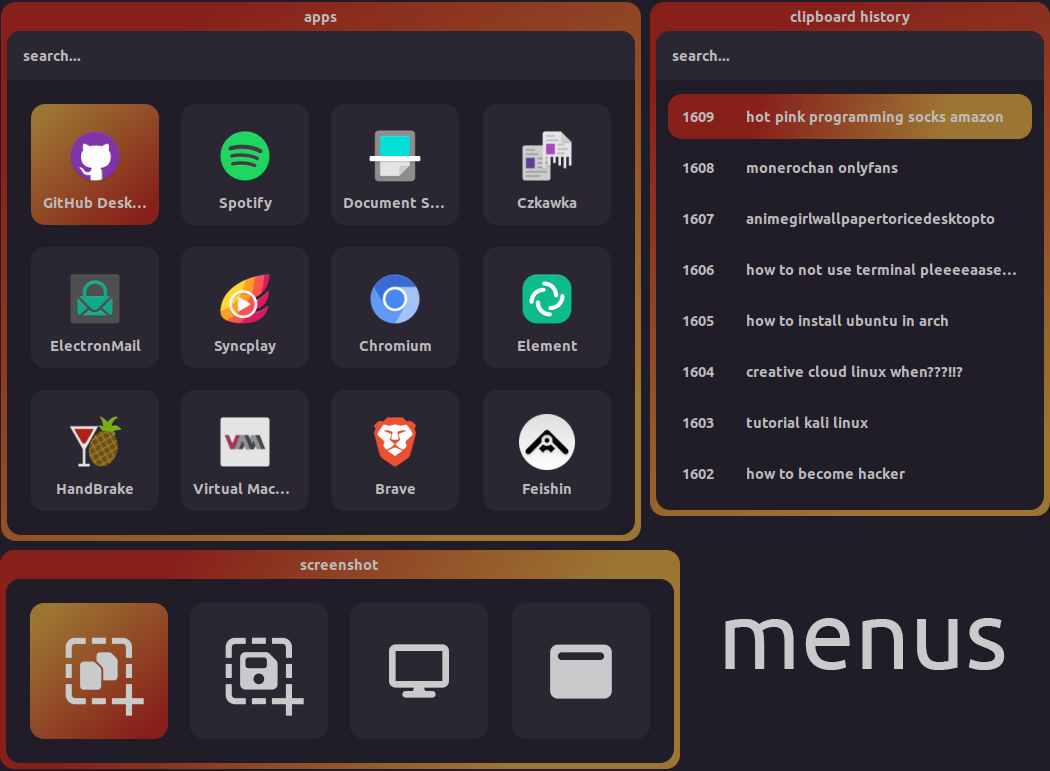 apps
search...
GitHub Desk...
Spotify
Document S...
Czkawka
ElectronMail
Syncplay
Chromium
Element
HandBrake
VM
Virtual Mac...
Brave
Feishin
clipboard history
search...
1609 hot pink programming socks amazon
1608 monerochan onlyfans
1607 animegirlwallpapertoricedesktopto
1606 how to not use terminal pleeeeaase...
1605 how to install ubuntu in arch
1604 creative cloud linux when???!!?
1603 tutorial kali linux
1602 how to become hacker
screenshot
menus